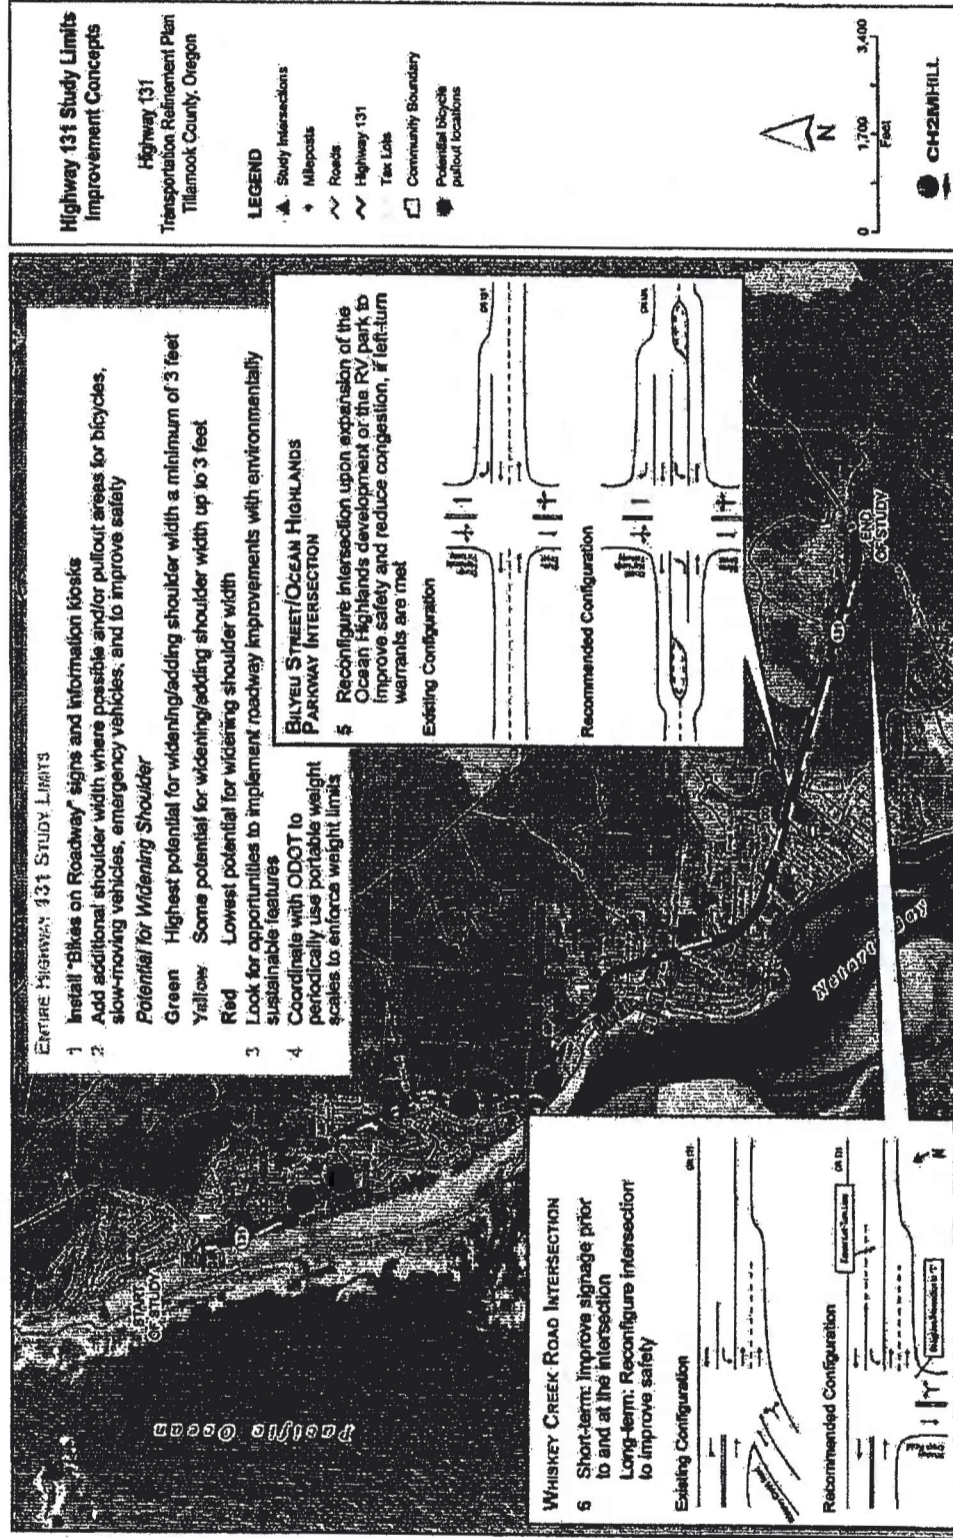 Highway 131 Study Limits
Improvement Concepts
Highway 131
Transportation Refinement Plan
Tillamook County, Oregon
LEGEND
Study Intersections
Mileposts
Roads
Highway 131
Tax Lots
Community Boundary
Potential bicycle
pullout locations
N
0 1,700 3,400
Feet
CH2MHILL
ENTIRE HIGHWAY 131 STUDY LIMITS
1 Install "Bikes on Roadway" signs and information kiosks
2 Add additional shoulder width where possible and/or pullout areas for bicycles,
slow-moving vehicles, emergency vehicles, and to improve safety
Potential for Widening Shoulder
Green Highest potential for widening/adding shoulder width a minimum of 3 feet
Yellow Some potential for widening/adding shoulder width up to 3 feet
Red Lowest potential for widening shoulder width
3 Look for opportunities to implement roadway improvements with environmentally
sustainable features
4 Coordinate with ODOT to
periodically use portable weight
scales to enforce weight limits
BILYEU STREET/OCEAN HIGHLANDS
PARKWAY INTERSECTION
5 Reconfigure intersection upon expansion of the
Ocean Highlands development or the RV park to
improve safety and reduce congestion, if left-turn
warrants are met
Existing Configuration
OR 131
Recommended Configuration
OR 131
START
OF STUDY
131
Pacific Ocean
Netarts Bay
131
END
OF STUDY
WHISKEY CREEK ROAD INTERSECTION
6 Short-term: Improve signage prior
to and at the intersection
Long-term: Reconfigure intersection
to improve safety
Existing Configuration
OR 131
Recommended Configuration
OR 131
N